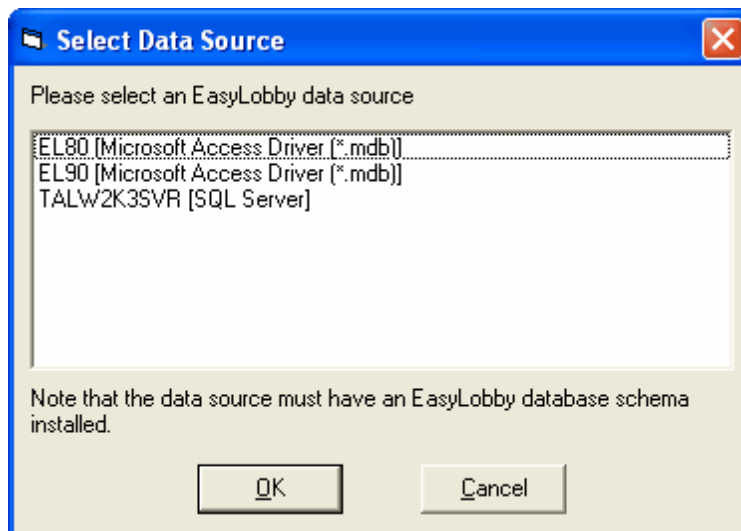 Select Data Source
Please select an EasyLobby data source
EL80 [Microsoft Access Driver (*.mdb)]
EL90 [Microsoft Access Driver (*.mdb)]
TALW2K3SVR [SQL Server]
Note that the data source must have an EasyLobby database schema
installed.
OK
Cancel